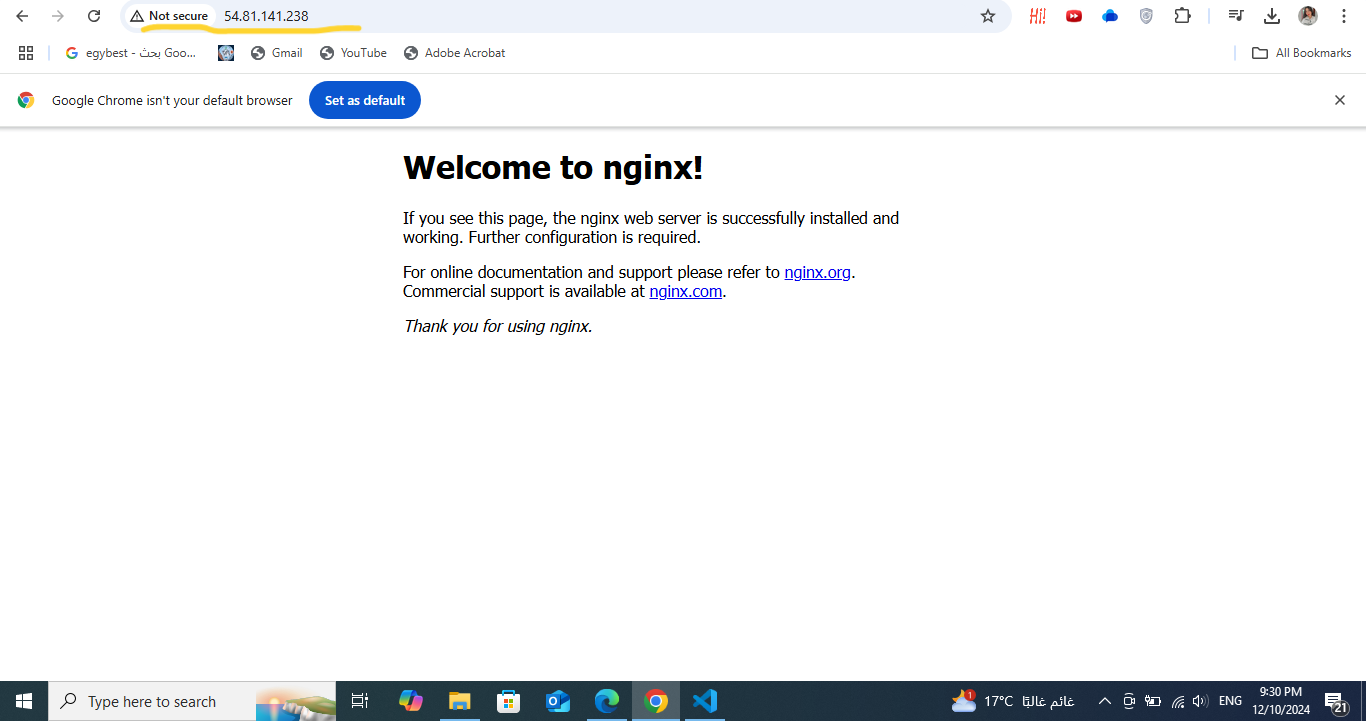 Not secure 54.81.141.238
Hi!
egybest - بحث Goo...
Gmail
YouTube
Adobe Acrobat
All Bookmarks
Google Chrome isn't your default browser
Set as default
Welcome to nginx!
If you see this page, the nginx web server is successfully installed and
working. Further configuration is required.
For online documentation and support please refer to nginx.org.
Commercial support is available at nginx.com.
Thank you for using nginx.
Type here to search
1
17°C غائم غالبًا
ENG
9:30 PM
12/10/2024
21